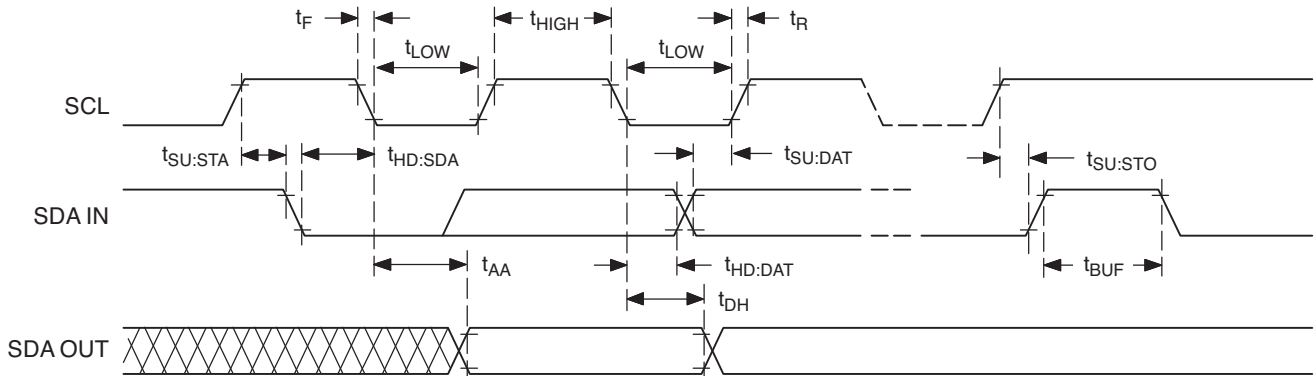 tF
tHIGH
tR
tLOW
tLOW
SCL
tSU:STA
tHD:SDA
tSU:DAT
tSU:STO
SDA IN
tAA
tHD:DAT
tBUF
tDH
SDA OUT